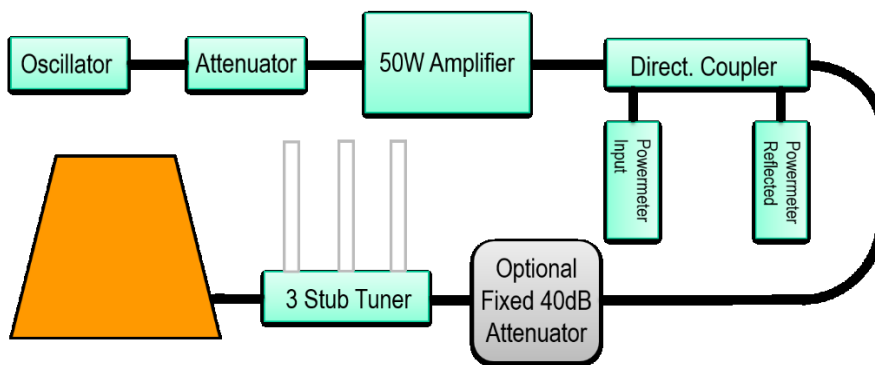 Oscillator
Attenuator
50W Amplifier
Direct. Coupler
Powermeter
Input
Powermeter
Reflected
3 Stub Tuner
Optional
Fixed 40dB
Attenuator